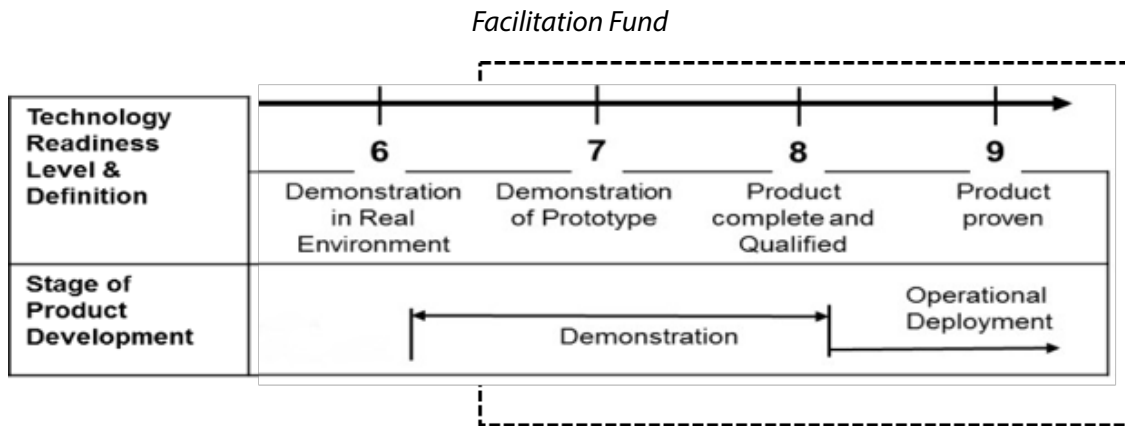 Facilitation Fund
Technology
Readiness
Level &
Definition
6
7
8
9
Demonstration
in Real
Environment
Demonstration
of Prototype
Product
complete and
Qualified
Product
proven
Stage of
Product
Development
Demonstration
Operational
Deployment